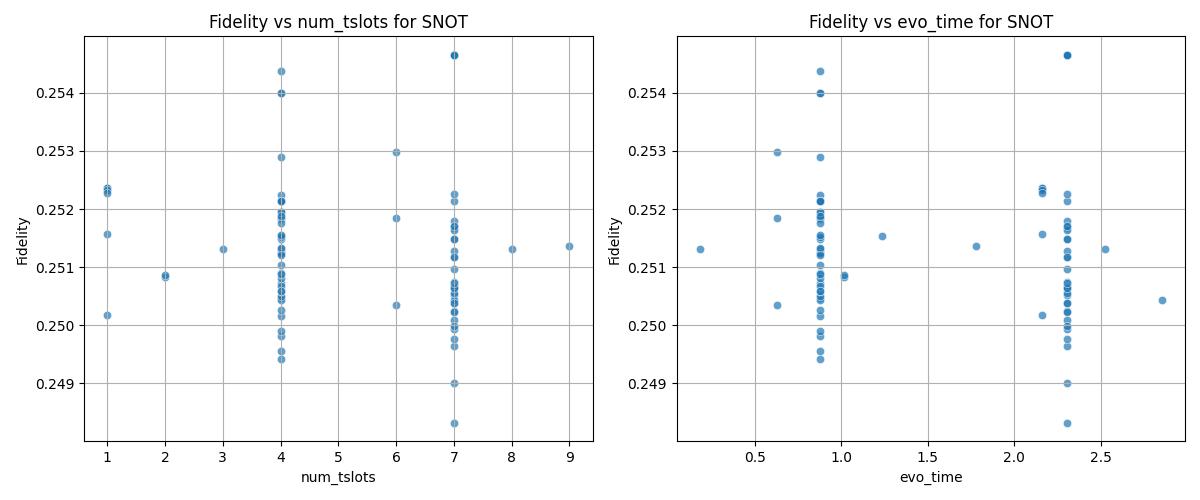 Fidelity vs num_tslots for SNOT
Fidelity
0.254
0.253
0.252
0.251
0.250
0.249
1 2 3 4 5 6 7 8 9
num_tslots
Fidelity vs evo_time for SNOT
Fidelity
0.254
0.253
0.252
0.251
0.250
0.249
0.5 1.0 1.5 2.0 2.5
evo_time